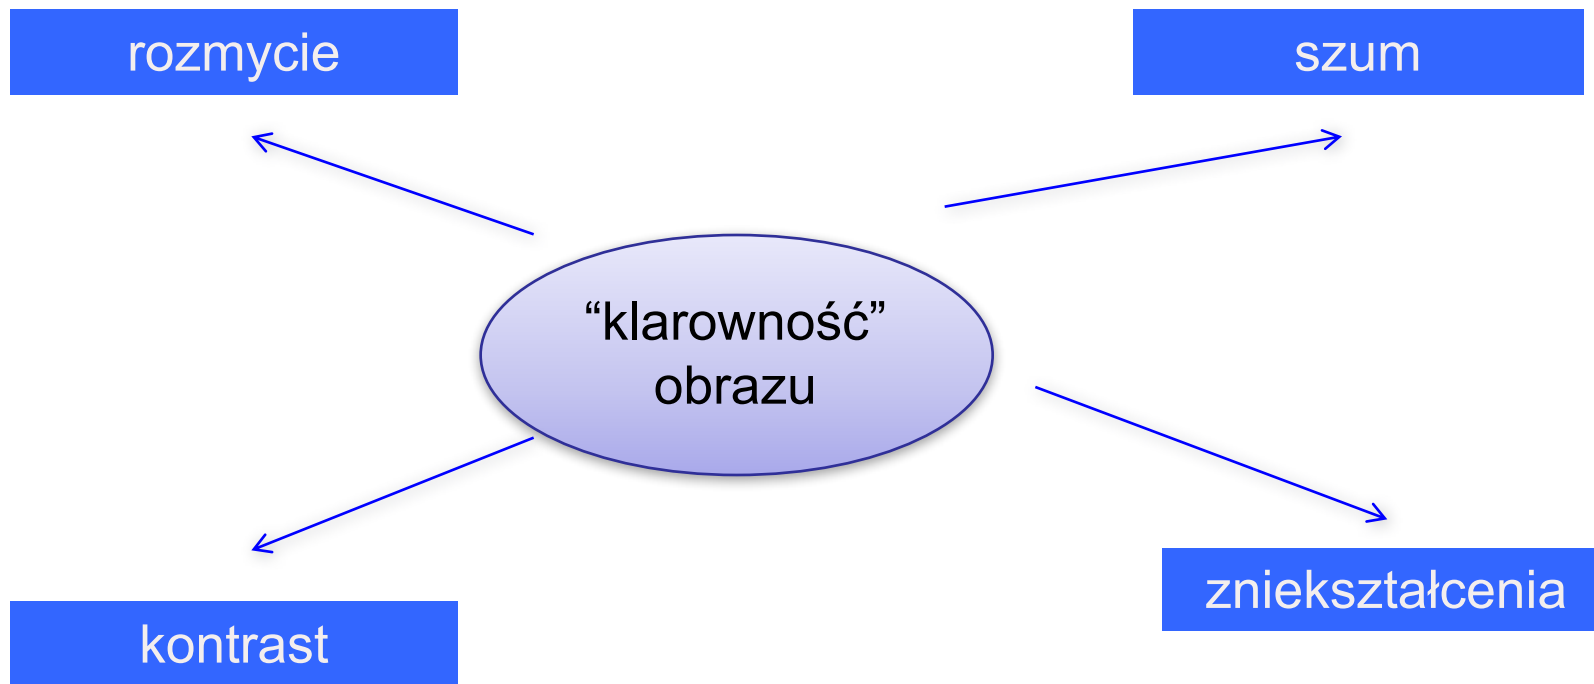 rozmycie
szum
“klarowność”
obrazu
zniekształcenia
kontrast